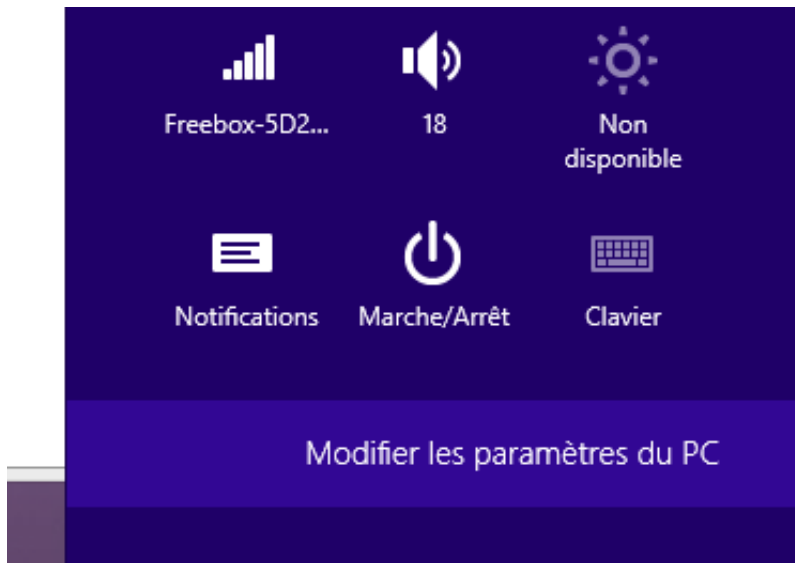 Freebox-5D2...
18
Non
disponible
Notifications
Marche/Arrêt
Clavier
Modifier les paramètres du PC